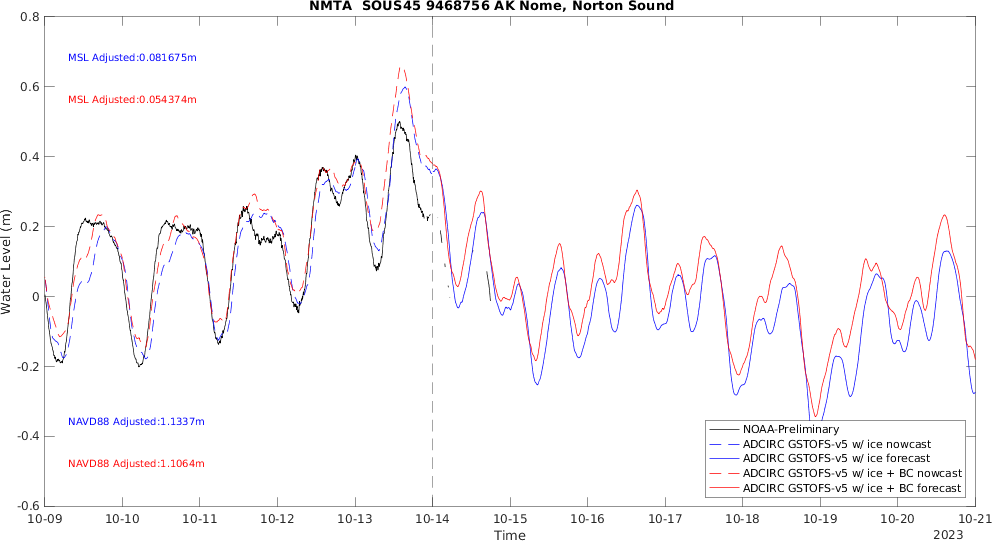 NMTA  SOUS45 9468756 AK Nome, Norton Sound
0.8
0.6
0.4
0.2
0
-0.2
-0.4
-0.6
Water Level (m)
MSL Adjusted:0.081675m
MSL Adjusted:0.054374m
NAVD88 Adjusted:1.1337m
NAVD88 Adjusted:1.1064m
NOAA-Preliminary
ADCIRC GSTOFS-v5 w/ ice nowcast
ADCIRC GSTOFS-v5 w/ ice forecast
ADCIRC GSTOFS-v5 w/ice + BC nowcast
ADCIRC GSTOFS-v5 w/ice + BC forecast
10-09 10-10 10-11 10-12 10-13 10-14 10-15 10-16 10-17 10-18 10-19 10-20 10-21
Time
2023